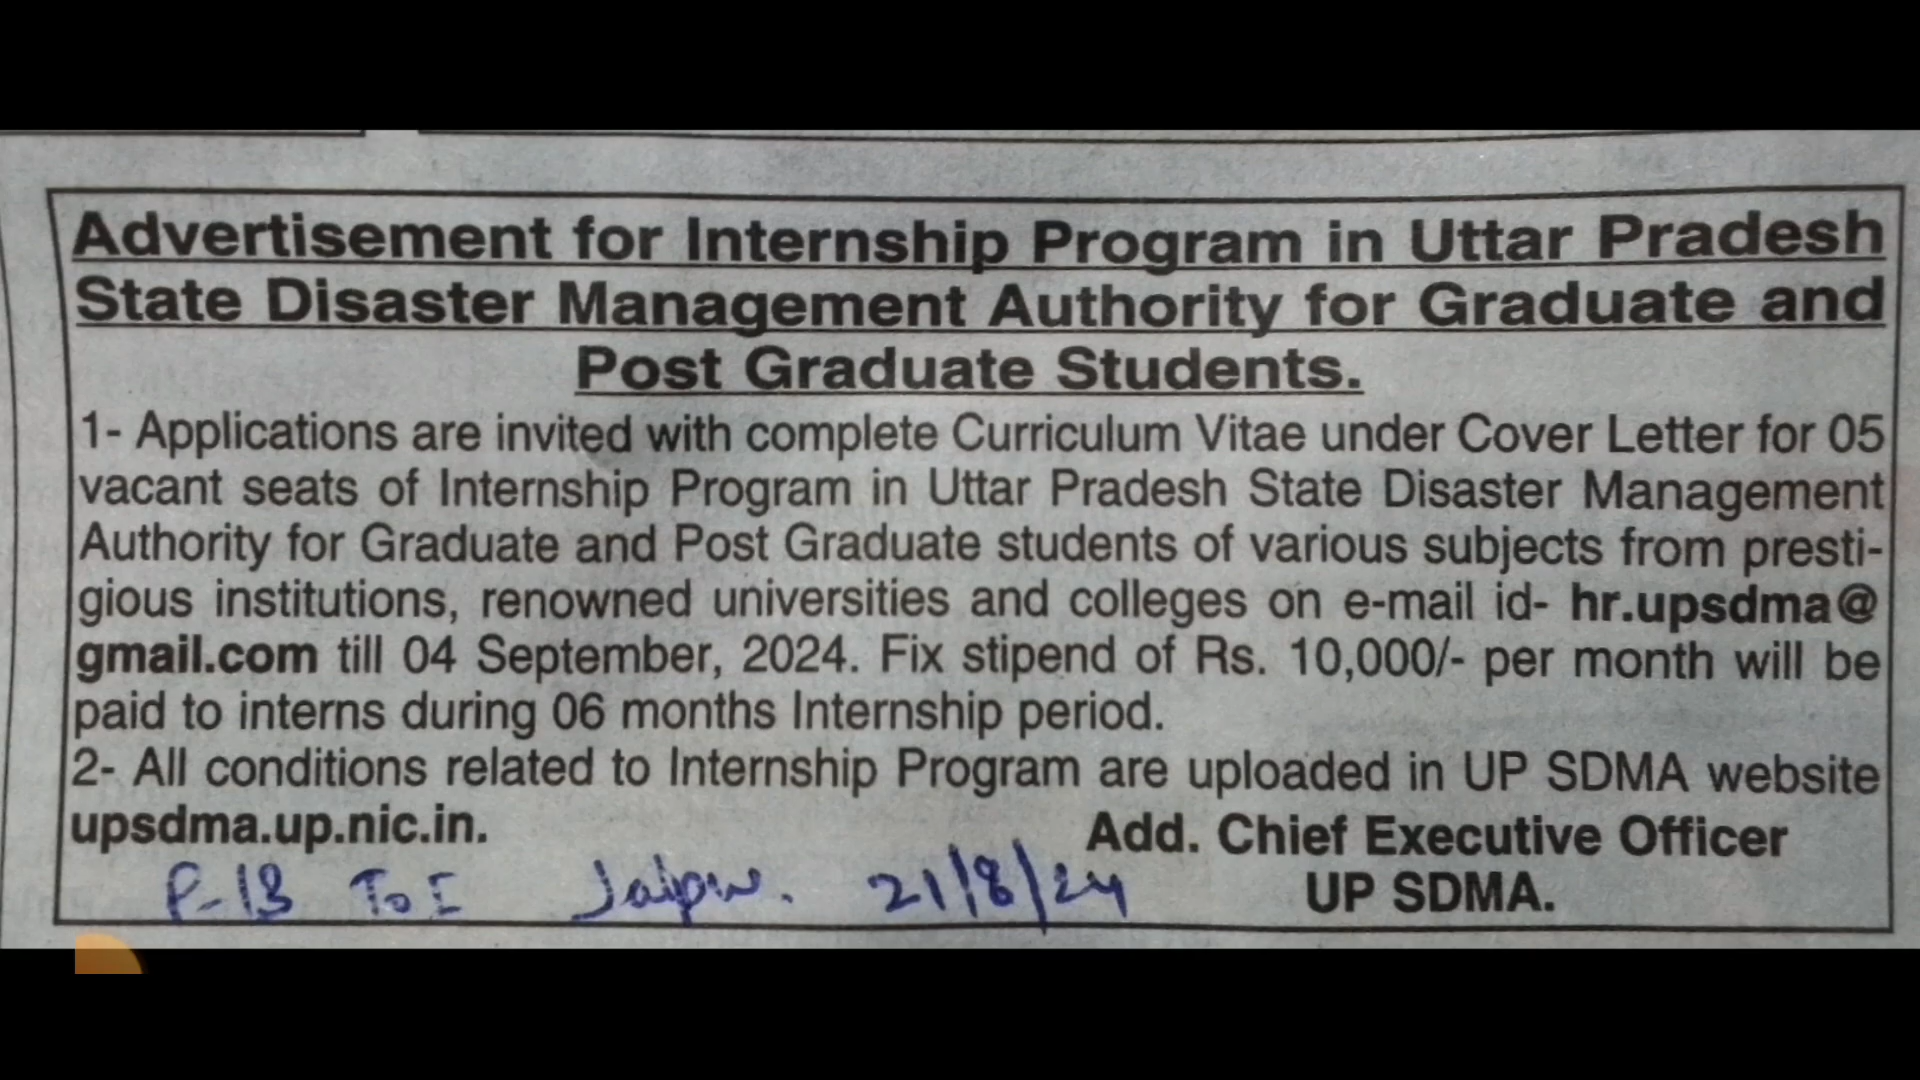 Advertisement for Internship Program in Uttar Pradesh
State Disaster Management Authority for Graduate and
Post Graduate Students.
1- Applications are invited with complete Curriculum Vitae under Cover Letter for 05
vacant seats of Internship Program in Uttar Pradesh State Disaster Management
Authority for Graduate and Post Graduate students of various subjects from presti-
gious institutions, renowned universities and colleges on e-mail id- hr.upsdma@
gmail.com till 04 September, 2024. Fix stipend of Rs. 10,000/- per month will be
paid to interns during 06 months Internship period.
2- All conditions related to Internship Program are uploaded in UP SDMA website
upsdma.up.nic.in.
Add. Chief Executive Officer
UP SDMA.
P-13 ToI Jaipur. 21/8/24